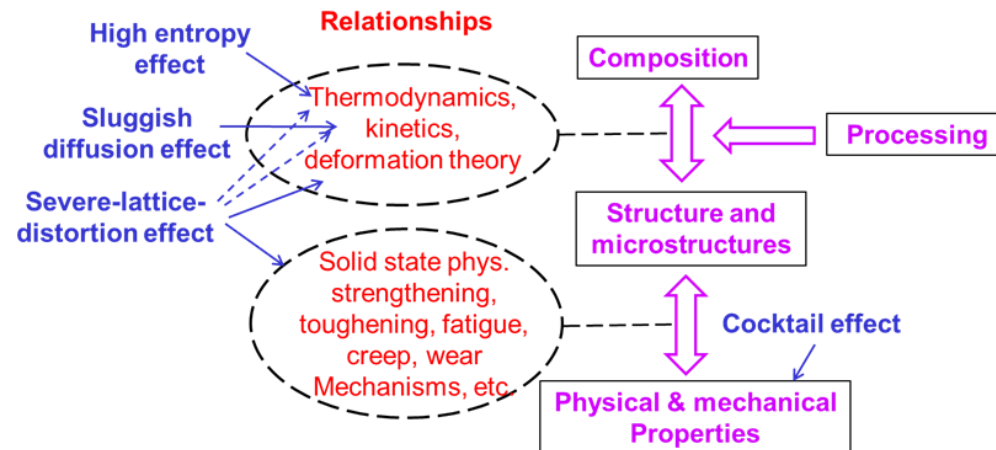 Relationships
High entropy
effect
Sluggish
diffusion effect
Severe-lattice-
distortion effect
Thermodynamics,
kinetics,
deformation theory
Solid state phys.
strengthening,
toughening, fatigue,
creep, wear
Mechanisms, etc.
Composition
Processing
Structure and
microstructures
Cocktail effect
Physical & mechanical
Properties